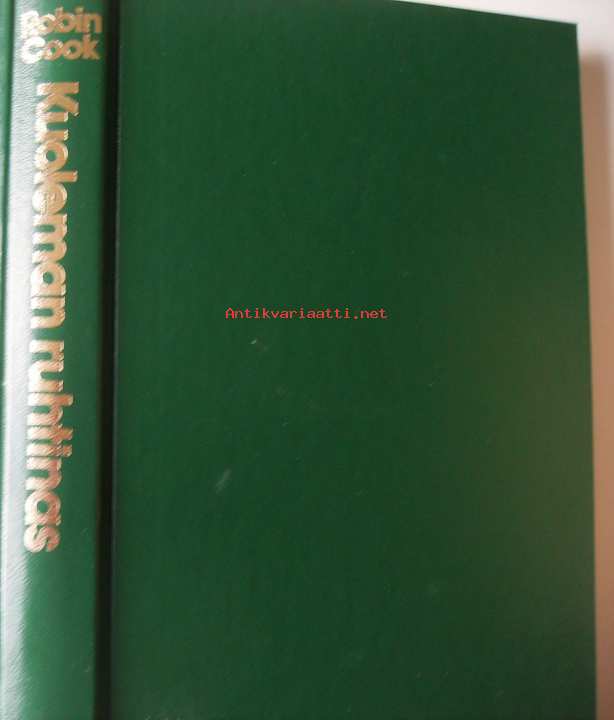 Robin
Cook
Kuoleman ruhtinas
Antikvariaatti.net